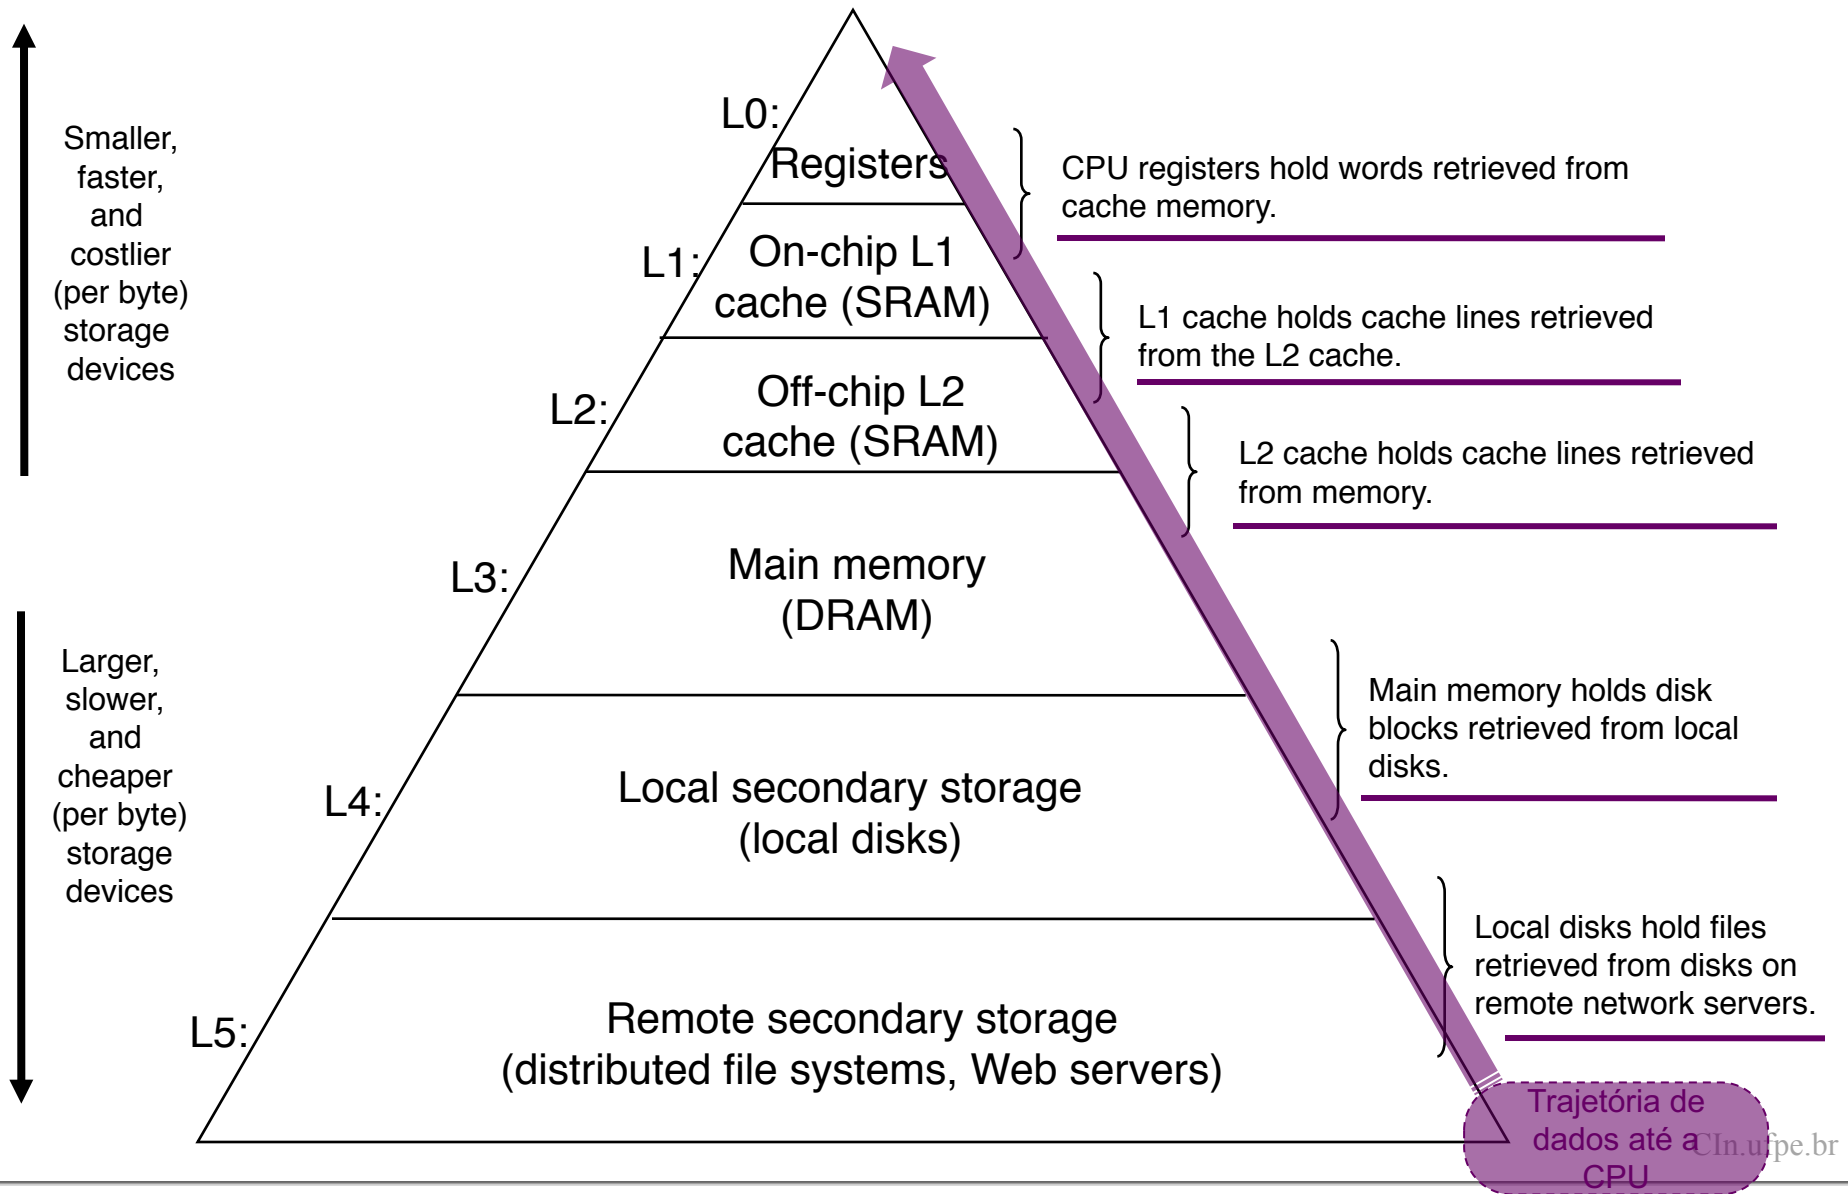 Smaller,
faster,
and
costlier
(per byte)
storage
devices
Larger,
slower,
and
cheaper
(per byte)
storage
devices
L0:
Registers
L1:
On-chip L1
cache (SRAM)
L2:
Off-chip L2
cache (SRAM)
L3:
Main memory
(DRAM)
L4:
Local secondary storage
(local disks)
L5:
Remote secondary storage
(distributed file systems, Web servers)
CPU registers hold words retrieved from
cache memory.
L1 cache holds cache lines retrieved
from the L2 cache.
L2 cache holds cache lines retrieved
from memory.
Main memory holds disk
blocks retrieved from local
disks.
Local disks hold files
retrieved from disks on
remote network servers.
Trajetória de
dados até a
CPU
CIn.ufpe.br